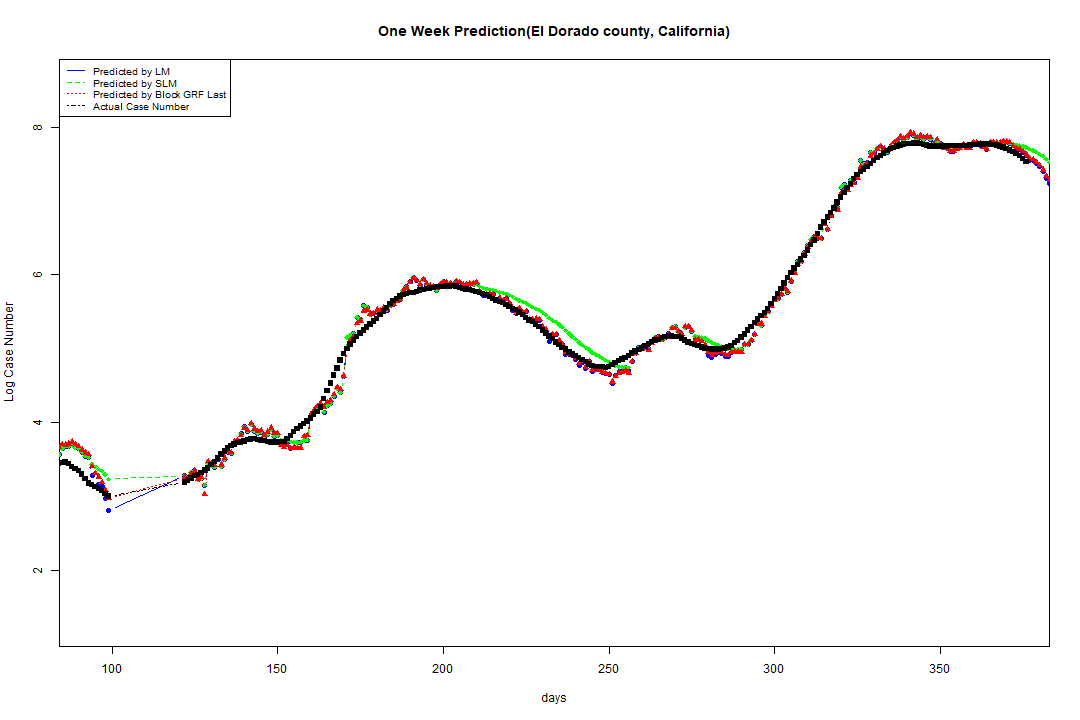 One Week Prediction(El Dorado county, California)
Predicted by LM
Predicted by SLM
Predicted by Block GRF Last
Actual Case Number
8
6
4
2
Log Case Number
100 150 200 250 300 350
days